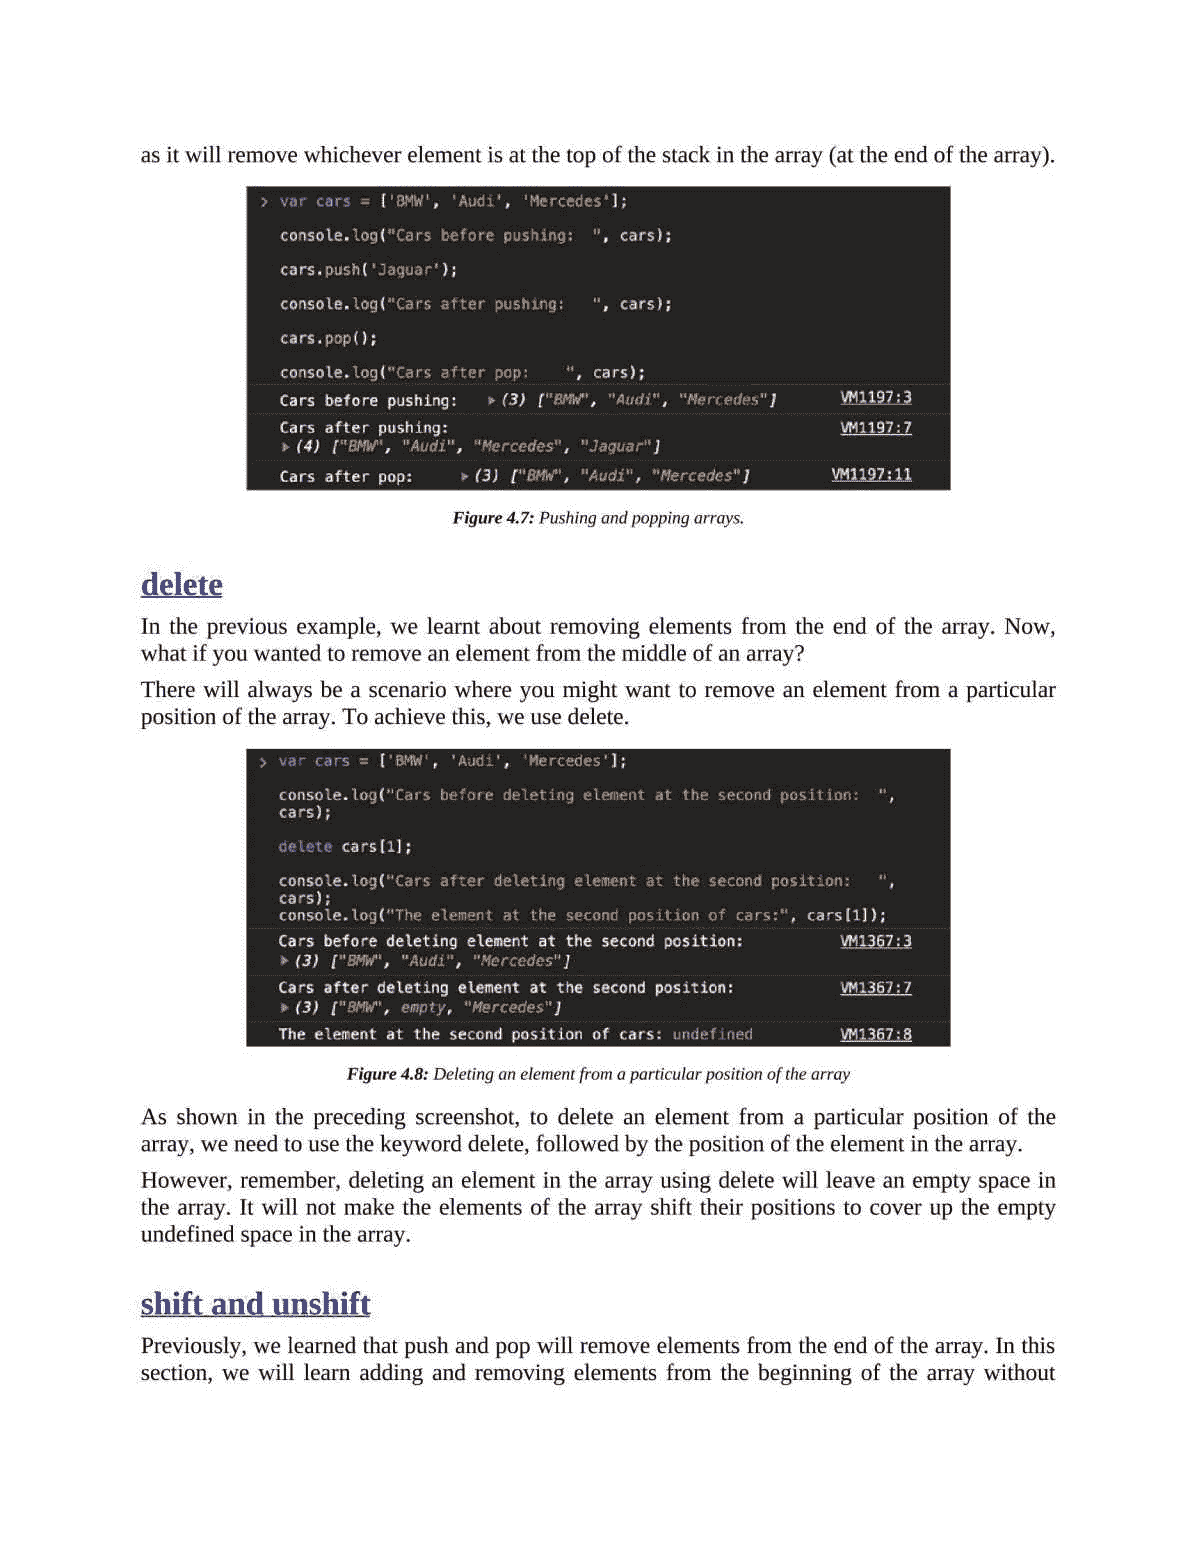 as it will remove whichever element is at the top of the stack in the array (at the end of the array).
> var cars = ['BMW', 'Audi', 'Mercedes'];
console.log("Cars before pushing:  ", cars);
cars.push('Jaguar');
console.log("Cars after pushing:   ", cars);
cars.pop();
console.log("Cars after pop:    ", cars);
Cars before pushing:   ▶(3) ["BMW", "Audi", "Mercedes"] VM1197:3
Cars after pushing: VM1197:7
▶(4) ["BMW", "Audi", "Mercedes", "Jaguar"]
Cars after pop:     ▶(3) ["BMW", "Audi", "Mercedes"] VM1197:11
Figure 4.7: Pushing and popping arrays.
delete
In the previous example, we learnt about removing elements from the end of the array. Now,
what if you wanted to remove an element from the middle of an array?
There will always be a scenario where you might want to remove an element from a particular
position of the array. To achieve this, we use delete.
> var cars = ['BMW', 'Audi', 'Mercedes'];
console.log("Cars before deleting element at the second position:  ",
cars);
delete cars[1];
console.log("Cars after deleting element at the second position:   ",
cars);
console.log("The element at the second position of cars:", cars[1]);
Cars before deleting element at the second position: VM1367:3
▶(3) ["BMW", "Audi", "Mercedes"]
Cars after deleting element at the second position: VM1367:7
▶(3) ["BMW", empty, "Mercedes"]
The element at the second position of cars: undefined VM1367:8
Figure 4.8: Deleting an element from a particular position of the array
As shown in the preceding screenshot, to delete an element from a particular position of the
array, we need to use the keyword delete, followed by the position of the element in the array.
However, remember, deleting an element in the array using delete will leave an empty space in
the array. It will not make the elements of the array shift their positions to cover up the empty
undefined space in the array.
shift and unshift
Previously, we learned that push and pop will remove elements from the end of the array. In this
section, we will learn adding and removing elements from the beginning of the array without